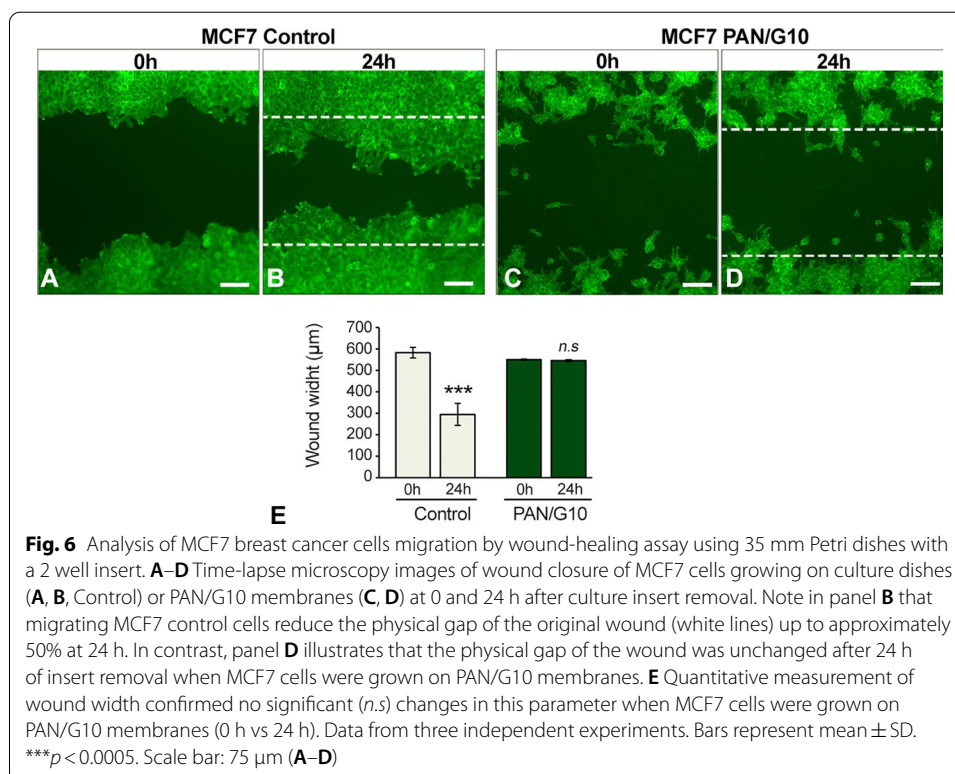 MCF7 Control MCF7 PAN/G10
0h 24h 0h 24h
A B C D
700
600
500
400
300
200
100
0
Wound widht (µm)
*** n.s
0h 24h 0h 24h
Control PAN/G10
E
Fig. 6 Analysis of MCF7 breast cancer cells migration by wound-healing assay using 35 mm Petri dishes with
a 2 well insert. A–D Time-lapse microscopy images of wound closure of MCF7 cells growing on culture dishes
(A, B, Control) or PAN/G10 membranes (C, D) at 0 and 24 h after culture insert removal. Note in panel B that
migrating MCF7 control cells reduce the physical gap of the original wound (white lines) up to approximately
50% at 24 h. In contrast, panel D illustrates that the physical gap of the wound was unchanged after 24 h
of insert removal when MCF7 cells were grown on PAN/G10 membranes. E Quantitative measurement of
wound width confirmed no significant (n.s) changes in this parameter when MCF7 cells were grown on
PAN/G10 membranes (0 h vs 24 h). Data from three independent experiments. Bars represent mean ± SD.
***p < 0.0005. Scale bar: 75 µm (A–D)